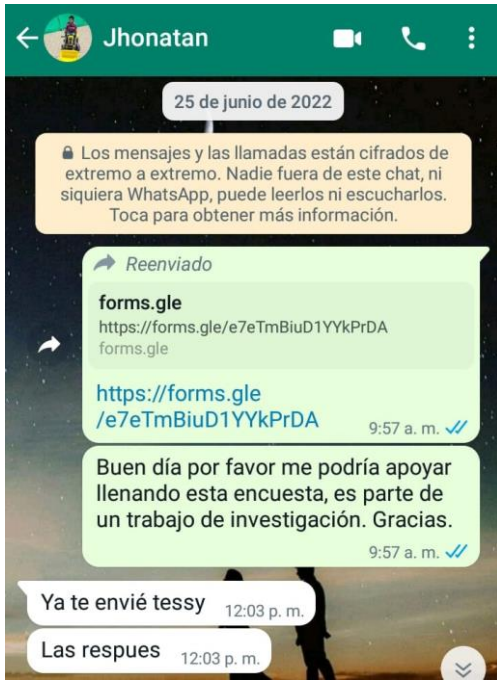 Jhonatan
25 de junio de 2022
Los mensajes y las llamadas están cifrados de
extremo a extremo. Nadie fuera de este chat, ni
siquiera WhatsApp, puede leerlos ni escucharlos.
Toca para obtener más información.
Reenviado
forms.gle
https://forms.gle/e7eTmBiuD1YYkPrDA
forms.gle
https://forms.gle
/e7eTmBiuD1YYkPrDA
9:57 a. m.
Buen día por favor me podría apoyar
llenando esta encuesta, es parte de
un trabajo de investigación. Gracias.
9:57 a. m.
Ya te envié tessy 12:03 p. m.
Las respues 12:03 p. m.